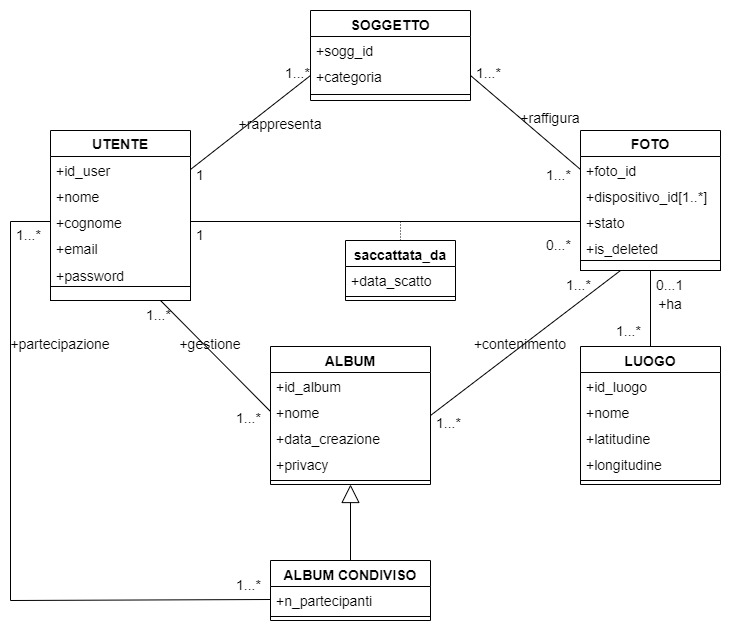 SOGGETTO
+sogg_id
+categoria
1...*
1...*
+rappresenta
+raffigura
1
1...*
UTENTE
+id_user
+nome
+cognome
+email
+password
FOTO
+foto_id
+dispositivo_id[1..*]
+stato
+is_deleted
1...*
1
0...*
saccattata_da
+data_scatto
1...*
1...*
0...1
+ha
+partecipazione
+gestione
+contenimento
1...*
1...*
1...*
ALBUM
+id_album
+nome
+data_creazione
+privacy
LUOGO
+id_luogo
+nome
+latitudine
+longitudine
1...*
ALBUM CONDIVISO
+n_partecipanti